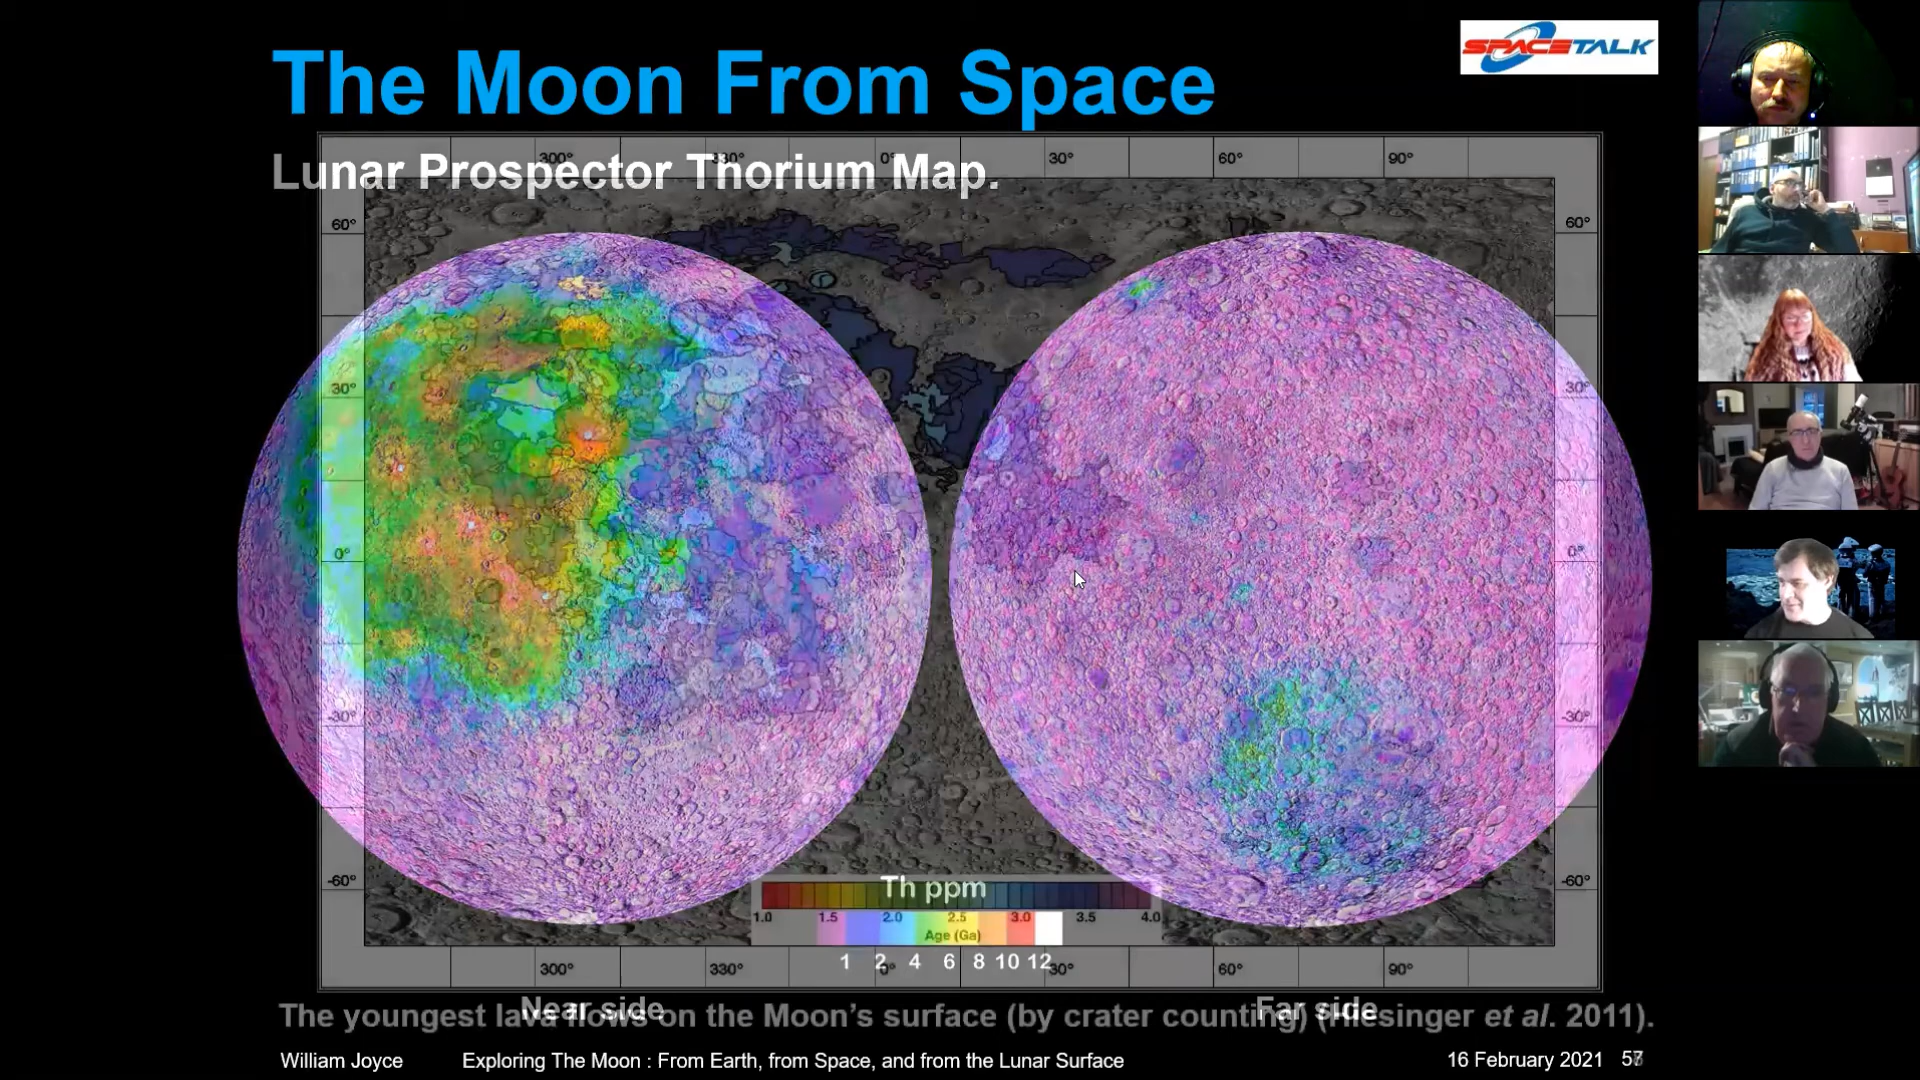 The Moon From Space
SPACETALK
Lunar Prospector Thorium Map.
300° 330° 0° 30° 60° 90°
60° 60°
30° 30°
0° 0°
-30° -30°
-60° -60°
Th ppm
1.0 1.5 2.0 2.5 3.0 3.5 4.0
Age (Ga)
1 2 4 6 8 10 12
300° 330° 0° 30° 60° 90°
Near side Far side
The youngest lava flows on the Moon's surface (by crater counting) (Hiesinger et al. 2011).
William Joyce Exploring The Moon : From Earth, from Space, and from the Lunar Surface 16 February 2021